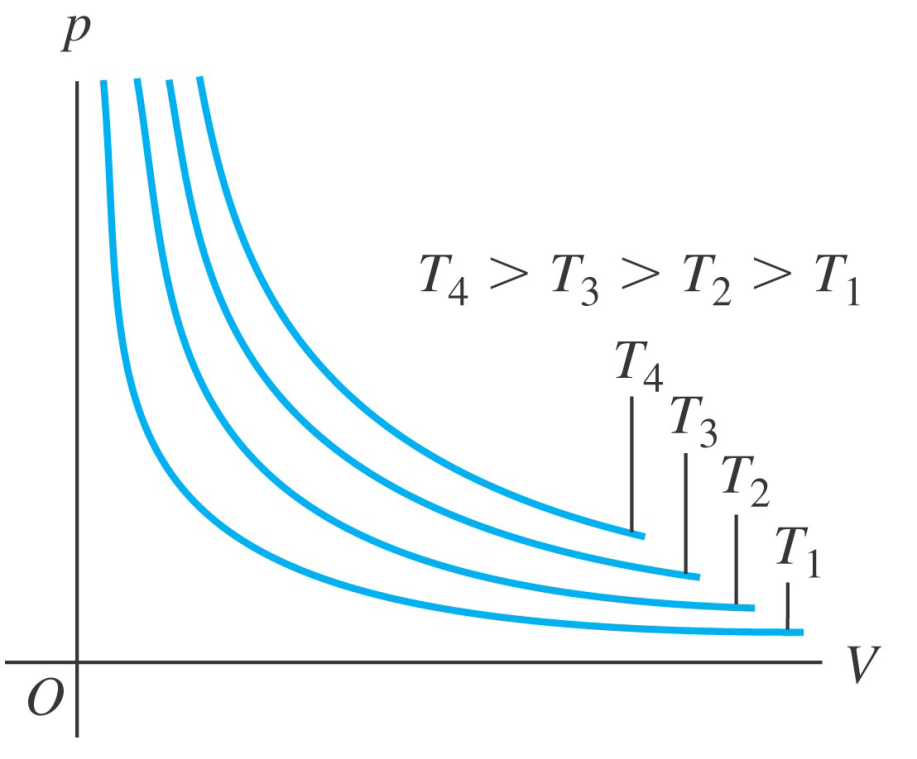 p
T₄ > T₃ > T₂ > T₁
T₄
T₃
T₂
T₁
V
O